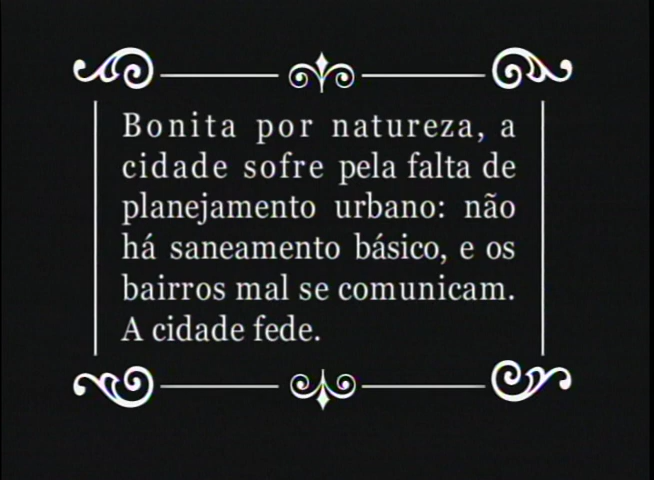 Bonita por natureza, a
cidade sofre pela falta de
planejamento urbano: não
há saneamento básico, e os
bairros mal se comunicam.
A cidade fede.